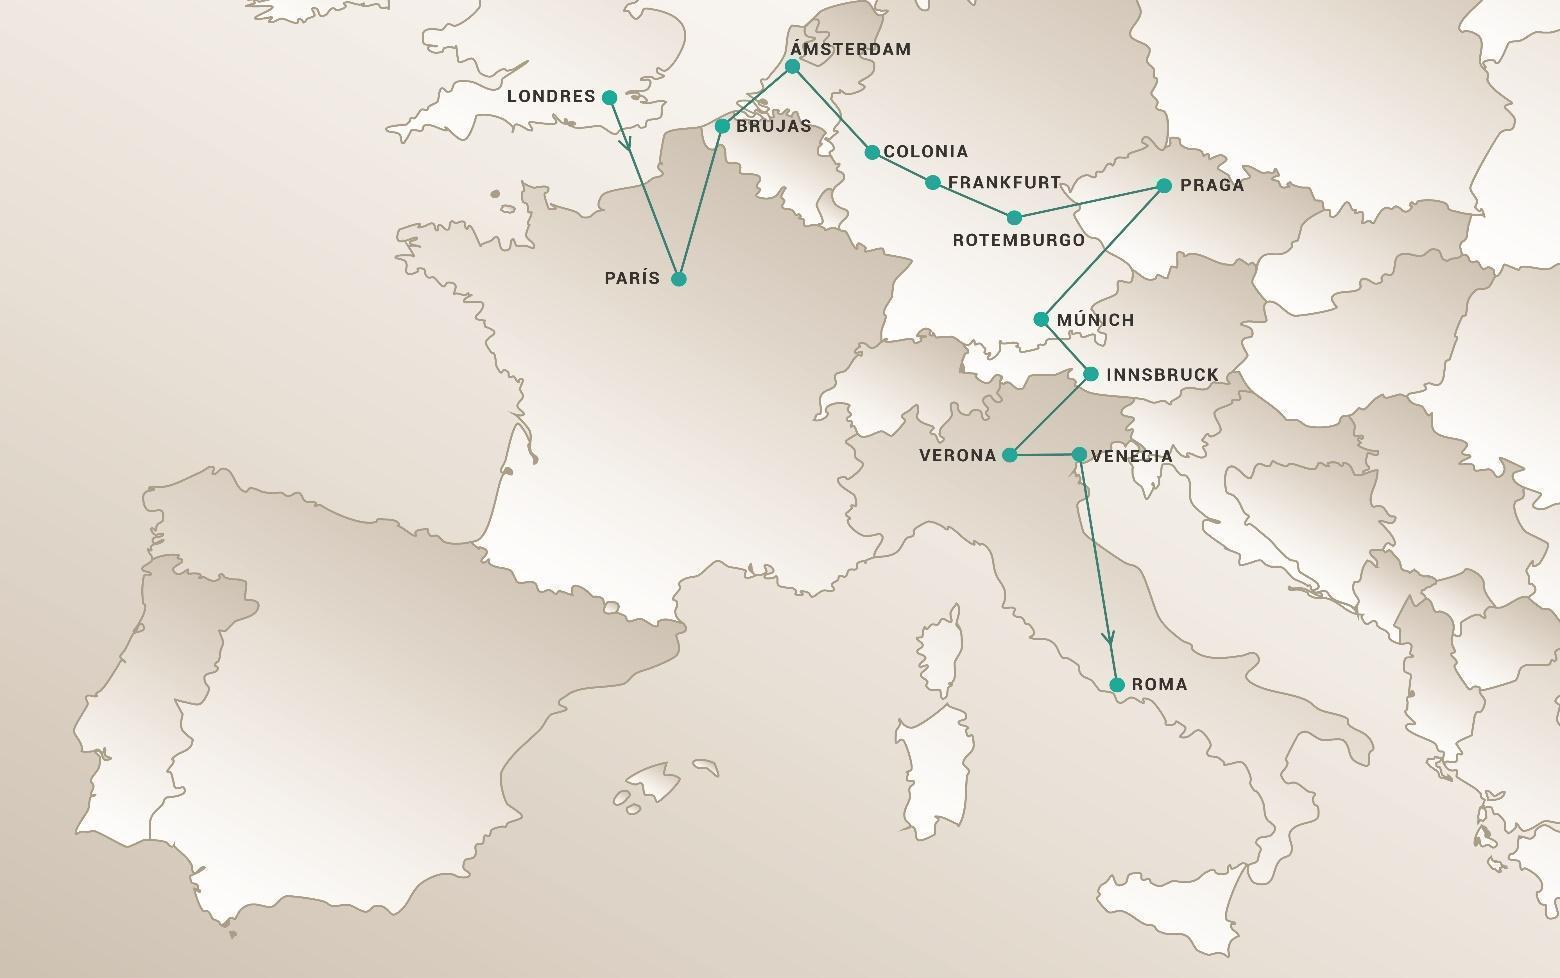 ÁMSTERDAM
LONDRES
BRUJAS
COLONIA
FRANKFURT
PRAGA
ROTEMBURGO
PARÍS
MÚNICH
INNSBRUCK
VERONA
VENECIA
ROMA